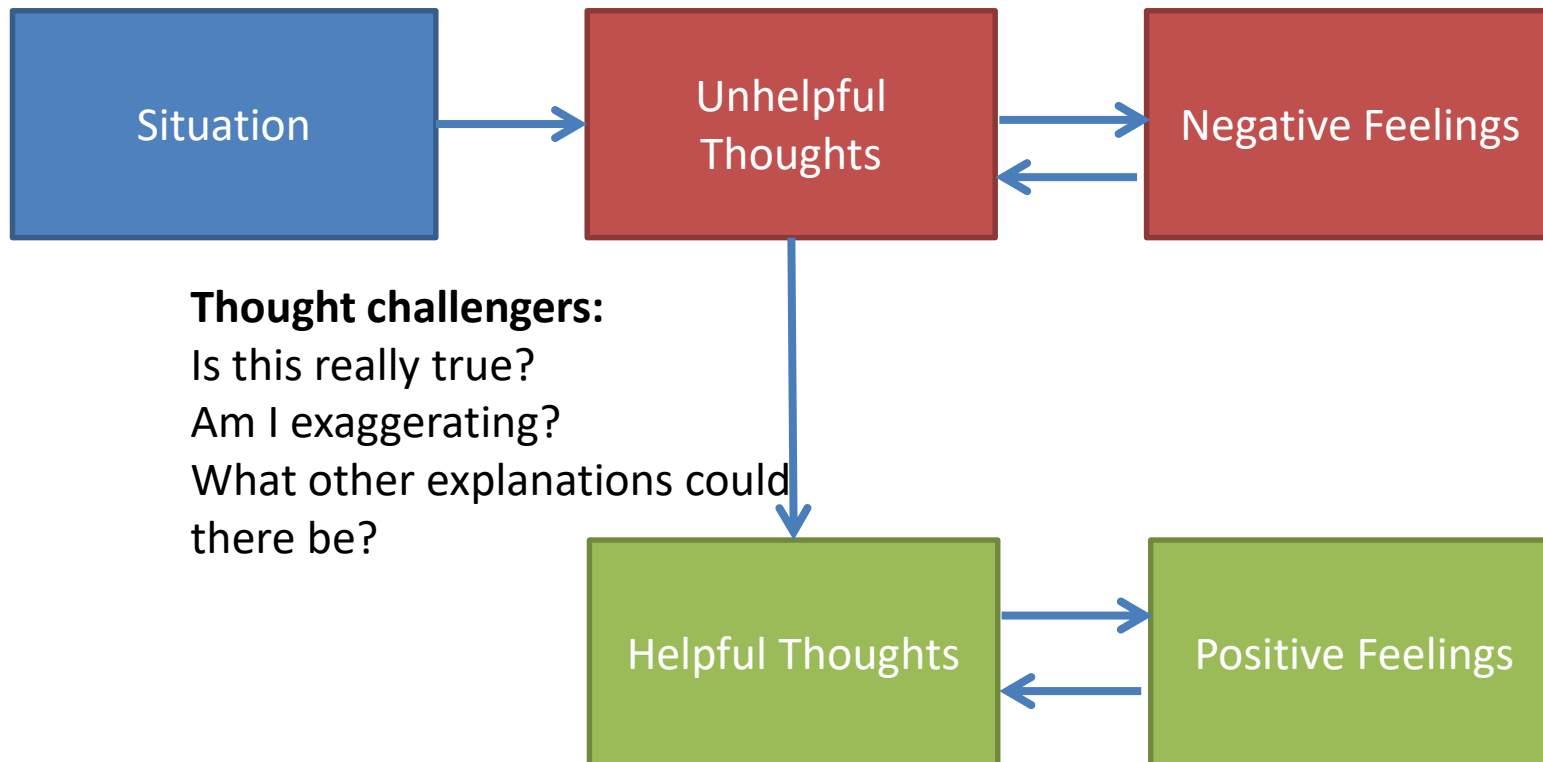 Situation
Unhelpful
Thoughts
Negative Feelings
Thought challengers:
Is this really true?
Am I exaggerating?
What other explanations could
there be?
Helpful Thoughts
Positive Feelings